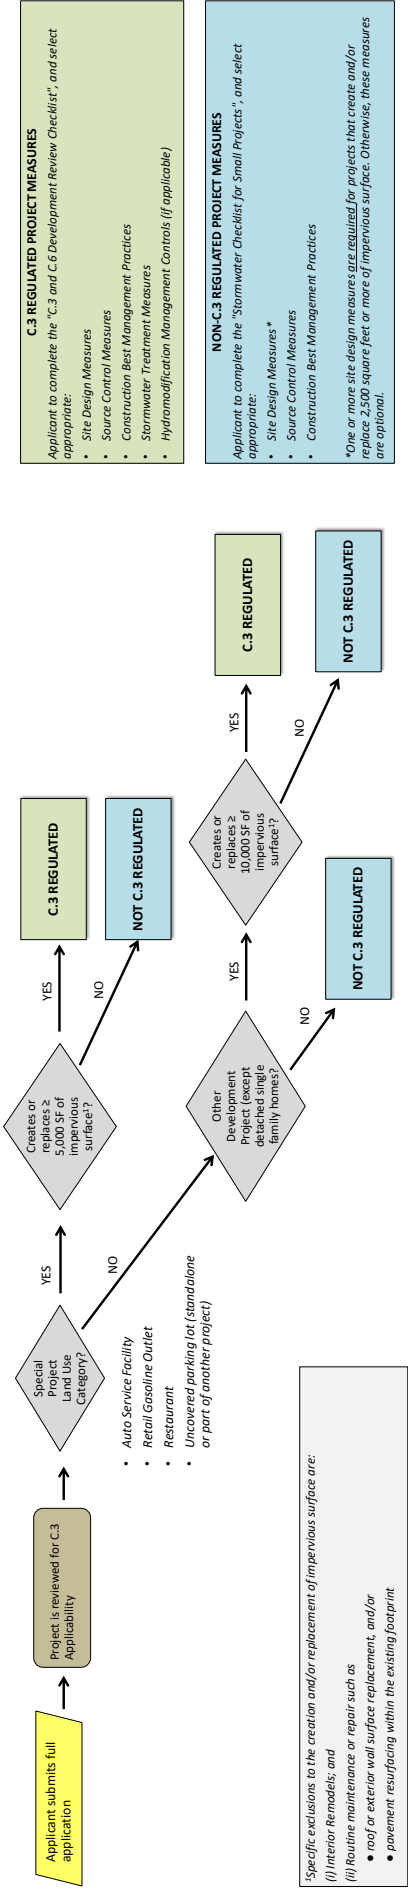 Applicant submits full
application
Project is reviewed for C.3
Applicability
Special
Project
Land Use
Category?
YES
NO
• Auto Service Facility
• Retail Gasoline Outlet
• Restaurant
• Uncovered parking lot (standalone
or part of another project)
Creates or
replaces ≥
5,000 SF of
impervious
surface¹?
YES
NO
C.3 REGULATED
NOT C.3 REGULATED
Other
Development
Project (except
detached single
family homes?
YES
NO
NOT C.3 REGULATED
Creates or
replaces ≥
10,000 SF of
impervious
surface¹?
YES
NO
C.3 REGULATED
NOT C.3 REGULATED
C.3 REGULATED PROJECT MEASURES
Applicant to complete the "C.3 and C.6 Development Review Checklist", and select
appropriate:
• Site Design Measures
• Source Control Measures
• Construction Best Management Practices
• Stormwater Treatment Measures
• Hydromodification Management Controls (if applicable)
NON-C.3 REGULATED PROJECT MEASURES
Applicant to complete the "Stormwater Checklist for Small Projects", and select
appropriate:
• Site Design Measures*
• Source Control Measures
• Construction Best Management Practices
*One or more site design measures are required for projects that create and/or
replace 2,500 square feet or more of impervious surface. Otherwise, these measures
are optional.
¹Specific exclusions to the creation and/or replacement of impervious surface are:
(i) Interior Remodels; and
(ii) Routine maintenance or repair such as
● roof or exterior wall surface replacement, and/or
● pavement resurfacing within the existing footprint